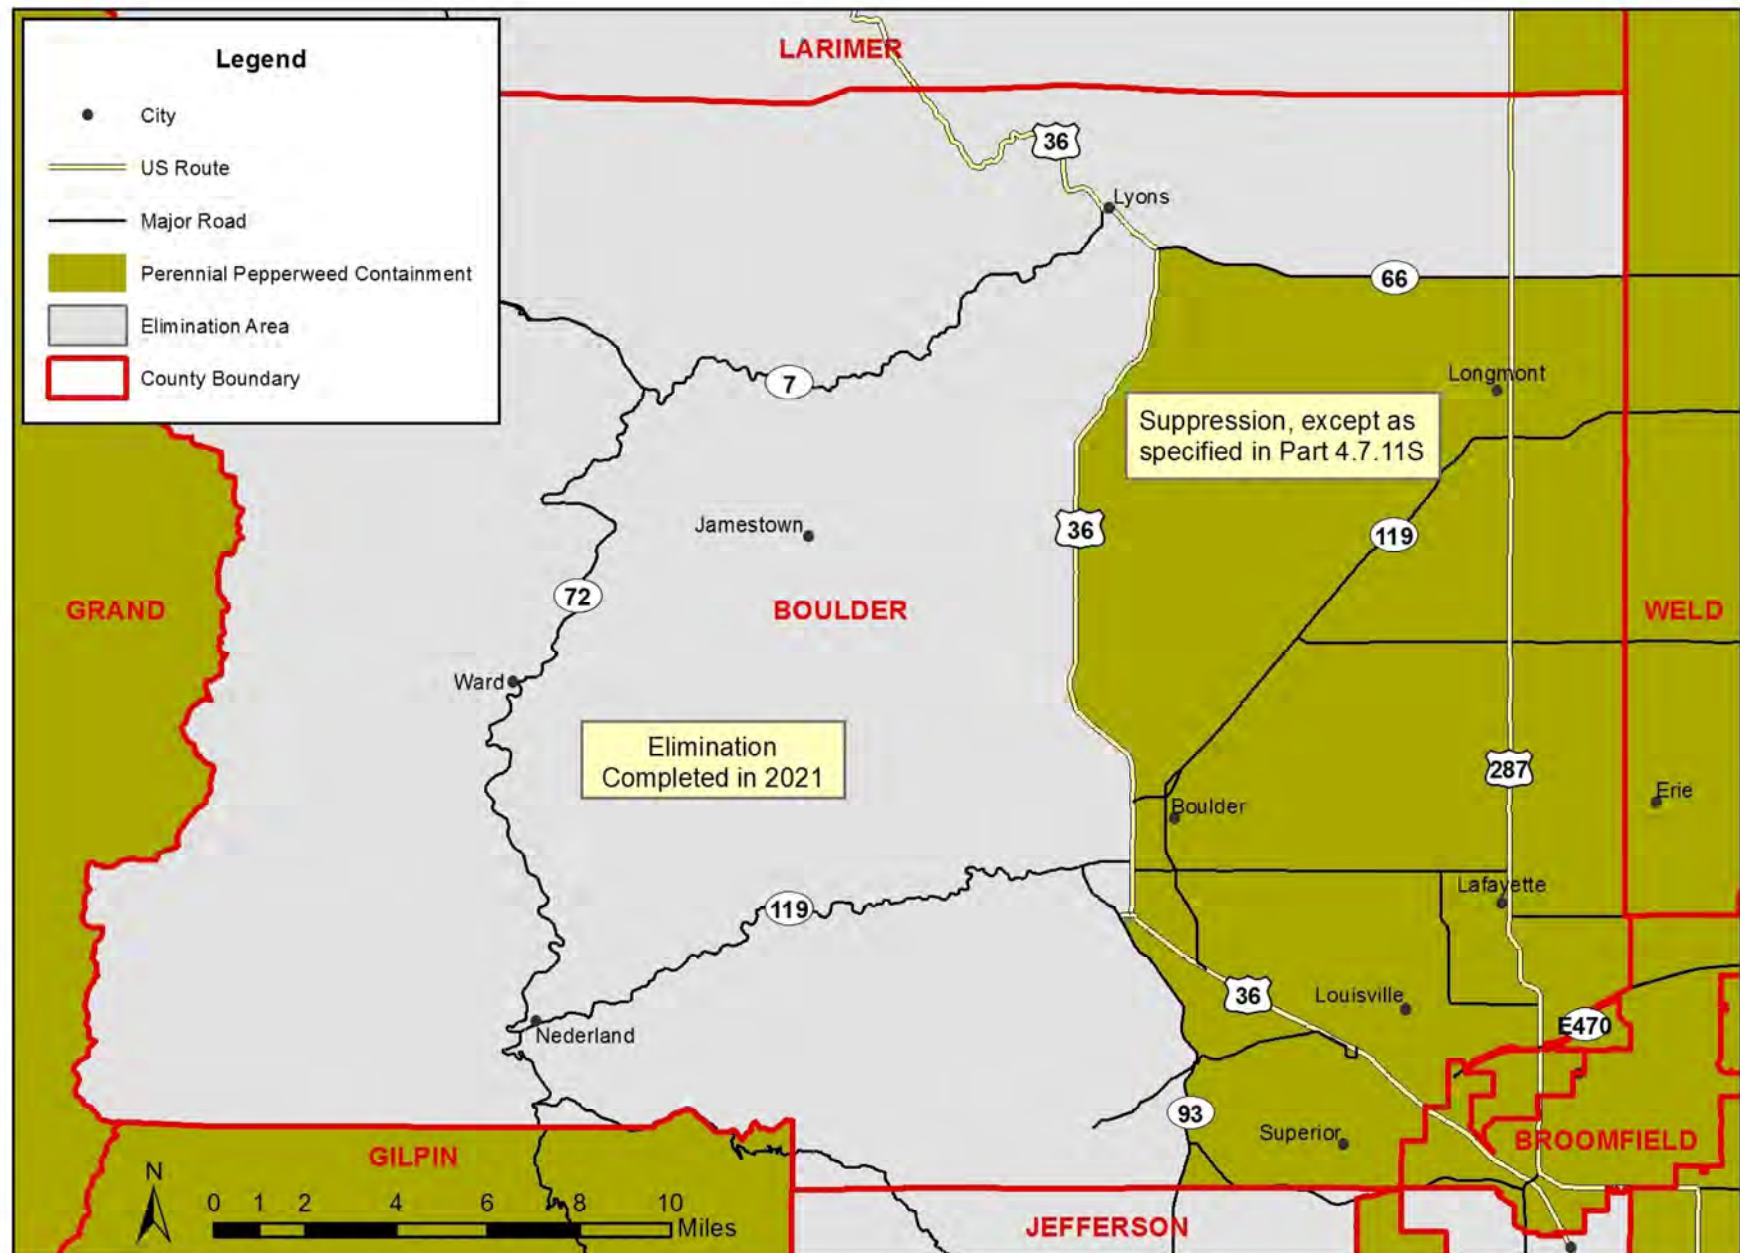 Legend
City
US Route
Major Road
Perennial Pepperweed Containment
Elimination Area
County Boundary
LARIMER
36
Lyons
66
7
Longmont
Suppression, except as
specified in Part 4.7.11S
Jamestown
36
119
72
GRAND
BOULDER
WELD
Ward
Elimination
Completed in 2021
287
Erie
Boulder
Lafayette
119
36
Louisville
E470
Nederland
93
Superior
BROOMFIELD
GILPIN
N
0 1 2 4 6 8 10
Miles
JEFFERSON